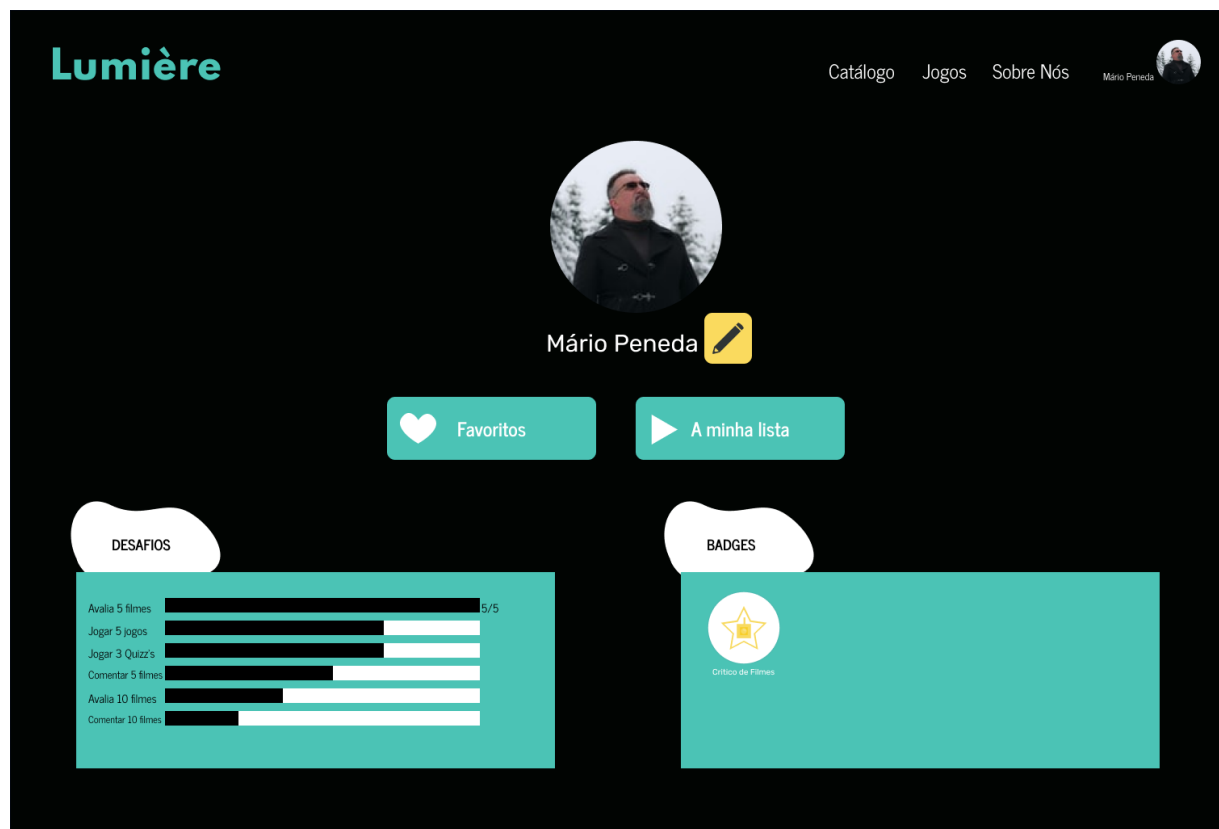 Lumière
Catálogo Jogos Sobre Nós Mário Peneda
Mário Peneda
Favoritos
A minha lista
DESAFIOS
Avalia 5 filmes 5/5
Jogar 5 jogos
Jogar 3 Quizz's
Comentar 5 filmes
Avalia 10 filmes
Comentar 10 filmes
BADGES
Crítico de Filmes